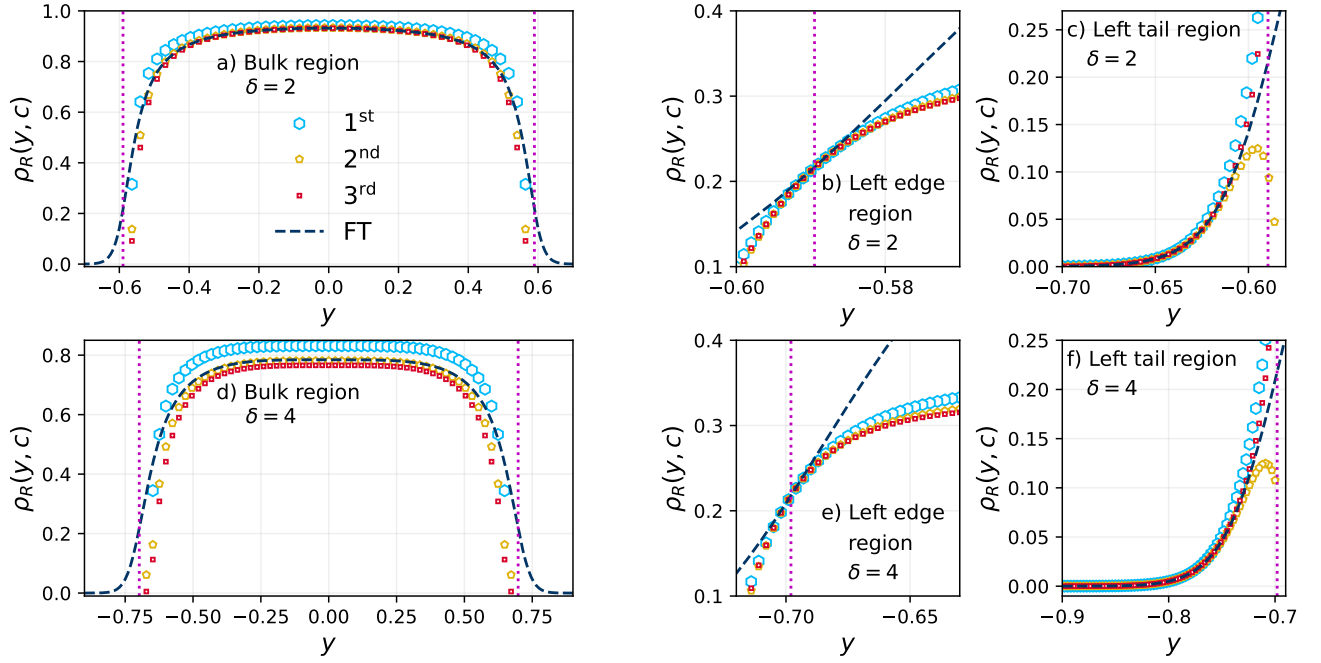 1.0
0.8
0.6
0.4
0.2
0.0
ρR(y, c)
a) Bulk region
δ = 2
1st
2nd
3rd
FT
−0.6
−0.4
−0.2
0.0
0.2
0.4
0.6
y
0.4
0.3
0.2
0.1
ρR(y, c)
b) Left edge
region
δ = 2
−0.60
−0.58
y
0.25
0.20
0.15
0.10
0.05
0.00
ρR(y, c)
c) Left tail region
δ = 2
−0.70
−0.65
−0.60
y
0.8
0.6
0.4
0.2
0.0
ρR(y, c)
d) Bulk region
δ = 4
−0.75
−0.50
−0.25
0.00
0.25
0.50
0.75
y
0.4
0.3
0.2
0.1
ρR(y, c)
e) Left edge
region
δ = 4
−0.70
−0.65
y
0.25
0.20
0.15
0.10
0.05
0.00
ρR(y, c)
f) Left tail region
δ = 4
−0.9
−0.8
−0.7
y